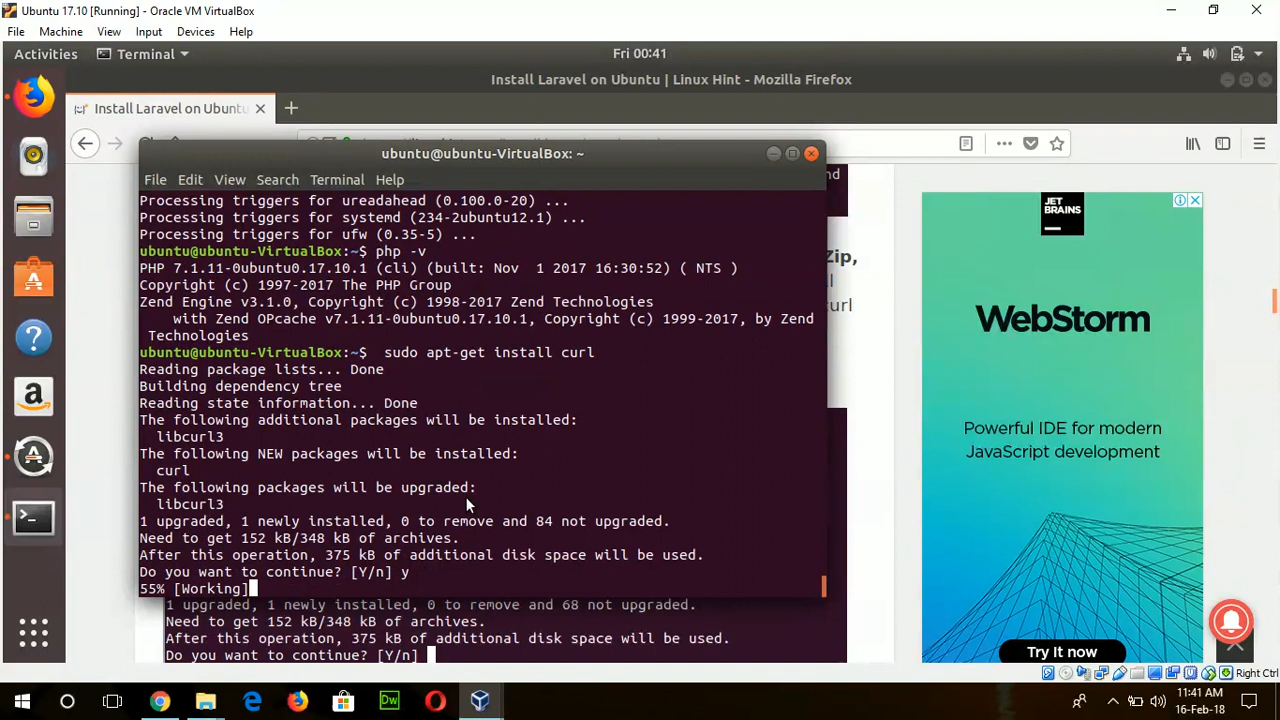 Ubuntu 17.10 [Running] - Oracle VM VirtualBox
File Machine View Input Devices Help
Activities Terminal Fri 00:41
Install Laravel on Ubuntu | Linux Hint - Mozilla Firefox
Install Laravel on Ubuntu
ubuntu@ubuntu-VirtualBox: ~
File Edit View Search Terminal Help
Processing triggers for ureadahead (0.100.0-20) ...
Processing triggers for systemd (234-2ubuntu12.1) ...
Processing triggers for ufw (0.35-5) ...
ubuntu@ubuntu-VirtualBox:~$ php -v
PHP 7.1.11-0ubuntu0.17.10.1 (cli) (built: Nov  1 2017 16:30:52) ( NTS )
Copyright (c) 1997-2017 The PHP Group
Zend Engine v3.1.0, Copyright (c) 1998-2017 Zend Technologies
    with Zend OPcache v7.1.11-0ubuntu0.17.10.1, Copyright (c) 1999-2017, by Zend
 Technologies
ubuntu@ubuntu-VirtualBox:~$  sudo apt-get install curl
Reading package lists... Done
Building dependency tree
Reading state information... Done
The following additional packages will be installed:
  libcurl3
The following NEW packages will be installed:
  curl
The following packages will be upgraded:
  libcurl3
1 upgraded, 1 newly installed, 0 to remove and 84 not upgraded.
Need to get 152 kB/348 kB of archives.
After this operation, 375 kB of additional disk space will be used.
Do you want to continue? [Y/n] y
55% [Working]
1 upgraded, 1 newly installed, 0 to remove and 68 not upgraded.
Need to get 152 kB/348 kB of archives.
After this operation, 375 kB of additional disk space will be used.
Do you want to continue? [Y/n]
nd
Zip,
curl
JET
BRAINS
WebStorm
Powerful IDE for modern
JavaScript development
Try it now
Right Ctrl
Dw
11:41 AM
16-Feb-18